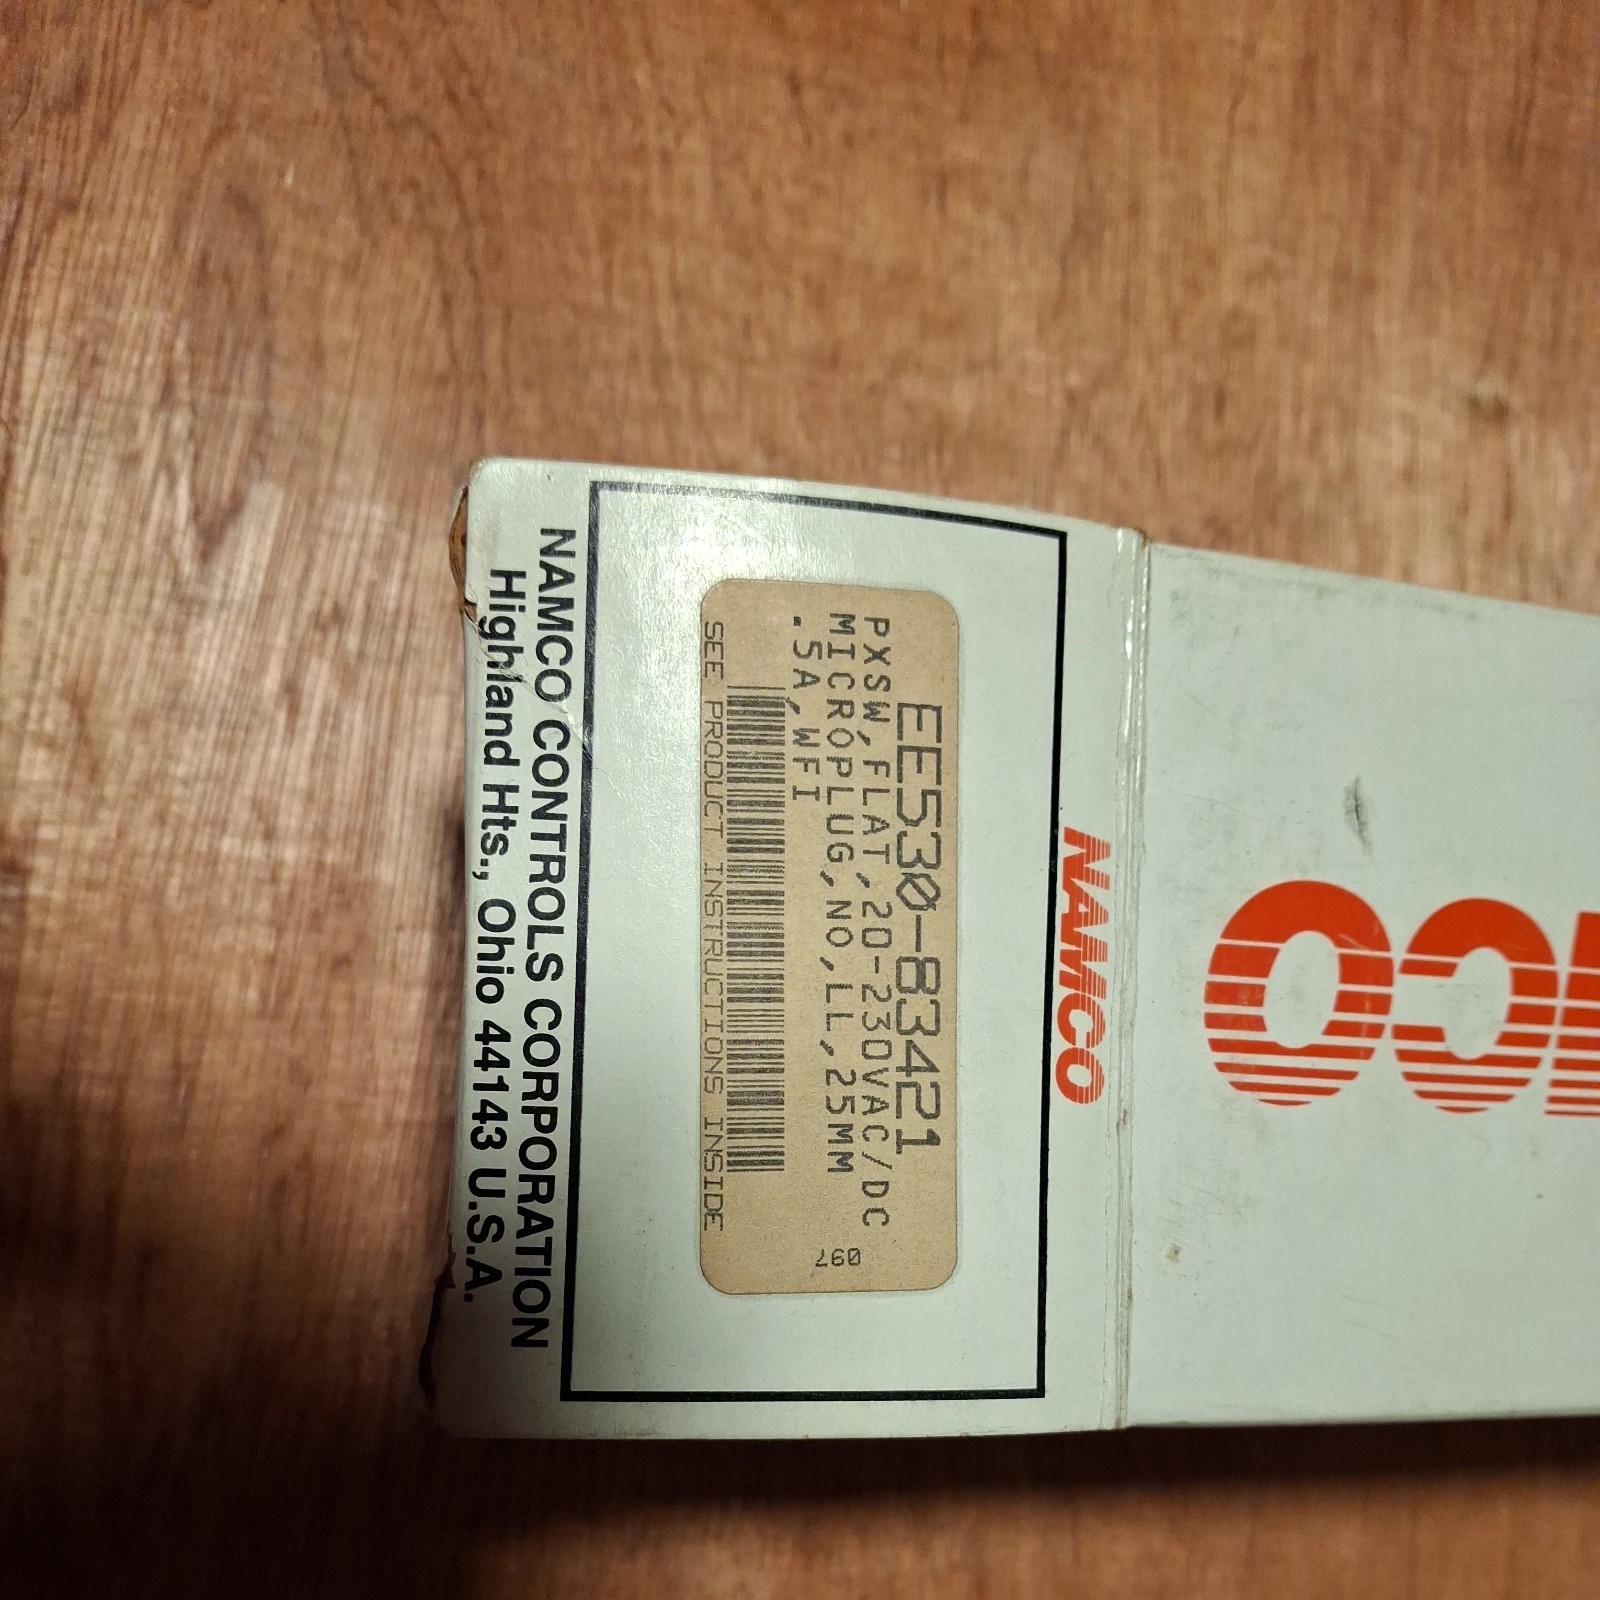 NAMCO
NAMCO
EE530-83421
PXSW,FLAT,20-230VAC/DC
MICROPLUG,NO,LL,25MM
.5A,WFI
SEE PRODUCT INSTRUCTIONS INSIDE
097
NAMCO CONTROLS CORPORATION
Highland Hts., Ohio 44143 U.S.A.